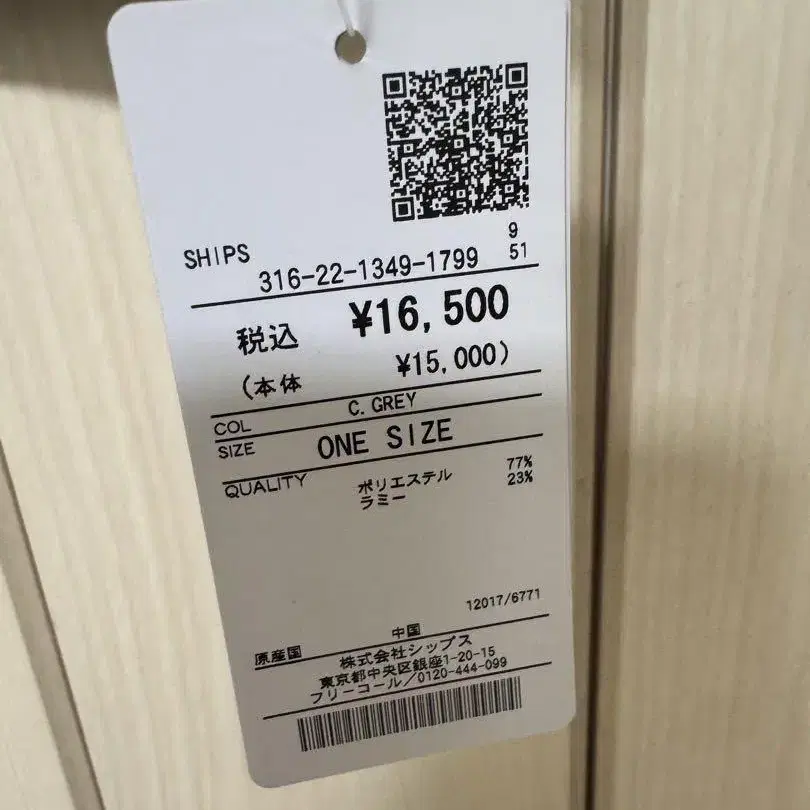 SHIPS
316-22-1349-1799
9
51
税込 ¥16,500
(本体 ¥15,000)
COL C.GREY
SIZE ONE SIZE
QUALITY ポリエステル 77%
ラミー 23%
12017/6771
原産国 中国
株式会社シップス
東京都中央区銀座1-20-15
フリーコール/0120-444-099